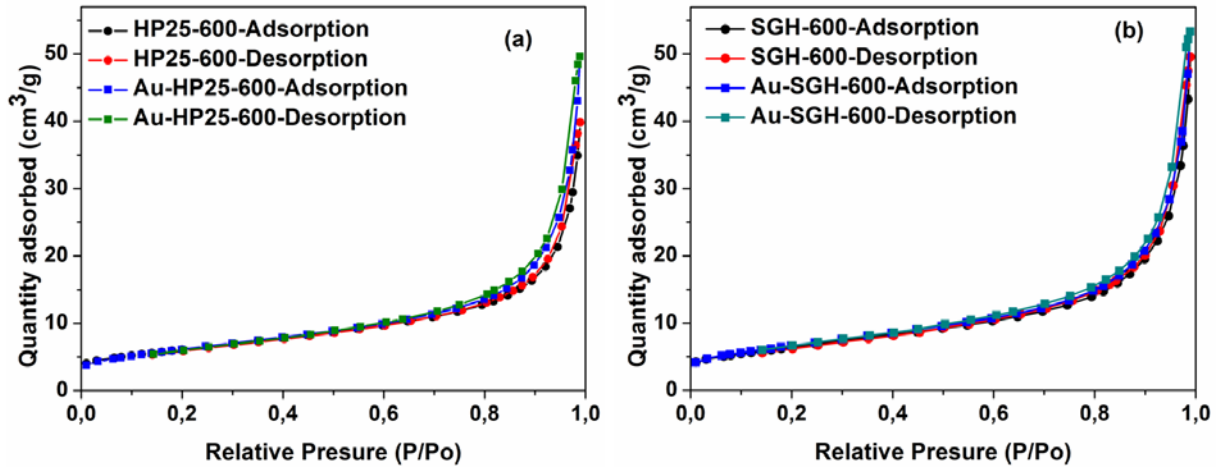 HP25-600-Adsorption
HP25-600-Desorption
Au-HP25-600-Adsorption
Au-HP25-600-Desorption
(a)
Quantity adsorbed (cm³/g)
60
50
40
30
20
10
0
0,0 0,2 0,4 0,6 0,8 1,0
Relative Presure (P/Po)
SGH-600-Adsorption
SGH-600-Desorption
Au-SGH-600-Adsorption
Au-SGH-600-Desorption
(b)
Quantity adsorbed (cm³/g)
50
40
30
20
10
0
0,0 0,2 0,4 0,6 0,8 1,0
Relative Presure (P/Po)